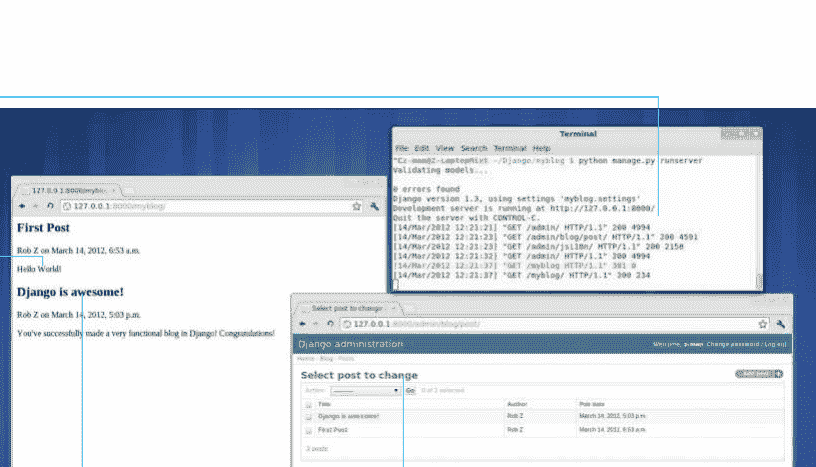 Terminal
File Edit View Search Terminal Help
~/Django/myblog $ python manage.py runserver
Validating models...
0 errors found
Django version 1.3, using settings 'myblog.settings'
Development server is running at http://127.0.0.1:8000/
Quit the server with CONTROL-C.
[14/Mar/2012 12:21:21] "GET /admin/ HTTP/1.1" 200 4994
[14/Mar/2012 12:21:23] "GET /admin/blog/post/ HTTP/1.1" 200 4591
[14/Mar/2012 12:21:23] "GET /admin/jsi18n/ HTTP/1.1" 200 2158
[14/Mar/2012 12:21:32] "GET /admin/ HTTP/1.1" 200 4994
[14/Mar/2012 12:21:37] "GET /myblog HTTP/1.1" 301 0
[14/Mar/2012 12:21:37] "GET /myblog/ HTTP/1.1" 200 234
127.0.0.1:8000/myblog
127.0.0.1:8000/myblog/
First Post
Rob Z on March 14, 2012, 6:53 a.m.
Hello World!
Django is awesome!
Rob Z on March 14, 2012, 5:03 p.m.
You've successfully made a very functional blog in Django! Congratulations!
Select post to change
127.0.0.1:8000/admin/blog/post/
Django administration
Welcome, Change password / Log out
Home Blog Posts
Select post to change
Action: --------- Go 0 of 2 selected
Title Author Pub date
Django is awesome! Rob Z March 14, 2012, 5:03 p.m.
First Post Rob Z March 14, 2012, 6:53 a.m.
2 posts